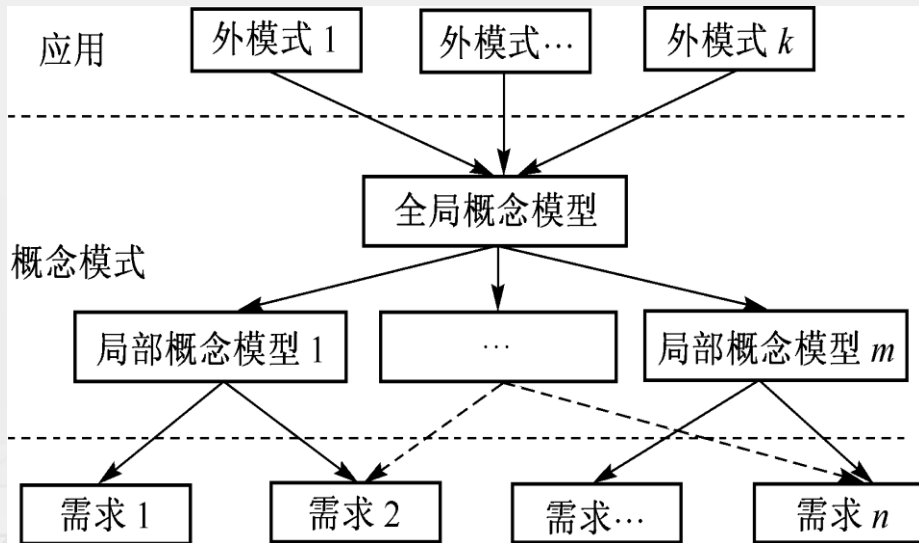 应用
外模式 1
外模式…
外模式 k
全局概念模型
概念模式
局部概念模型 1
…
局部概念模型 m
需求 1
需求 2
需求…
需求 n